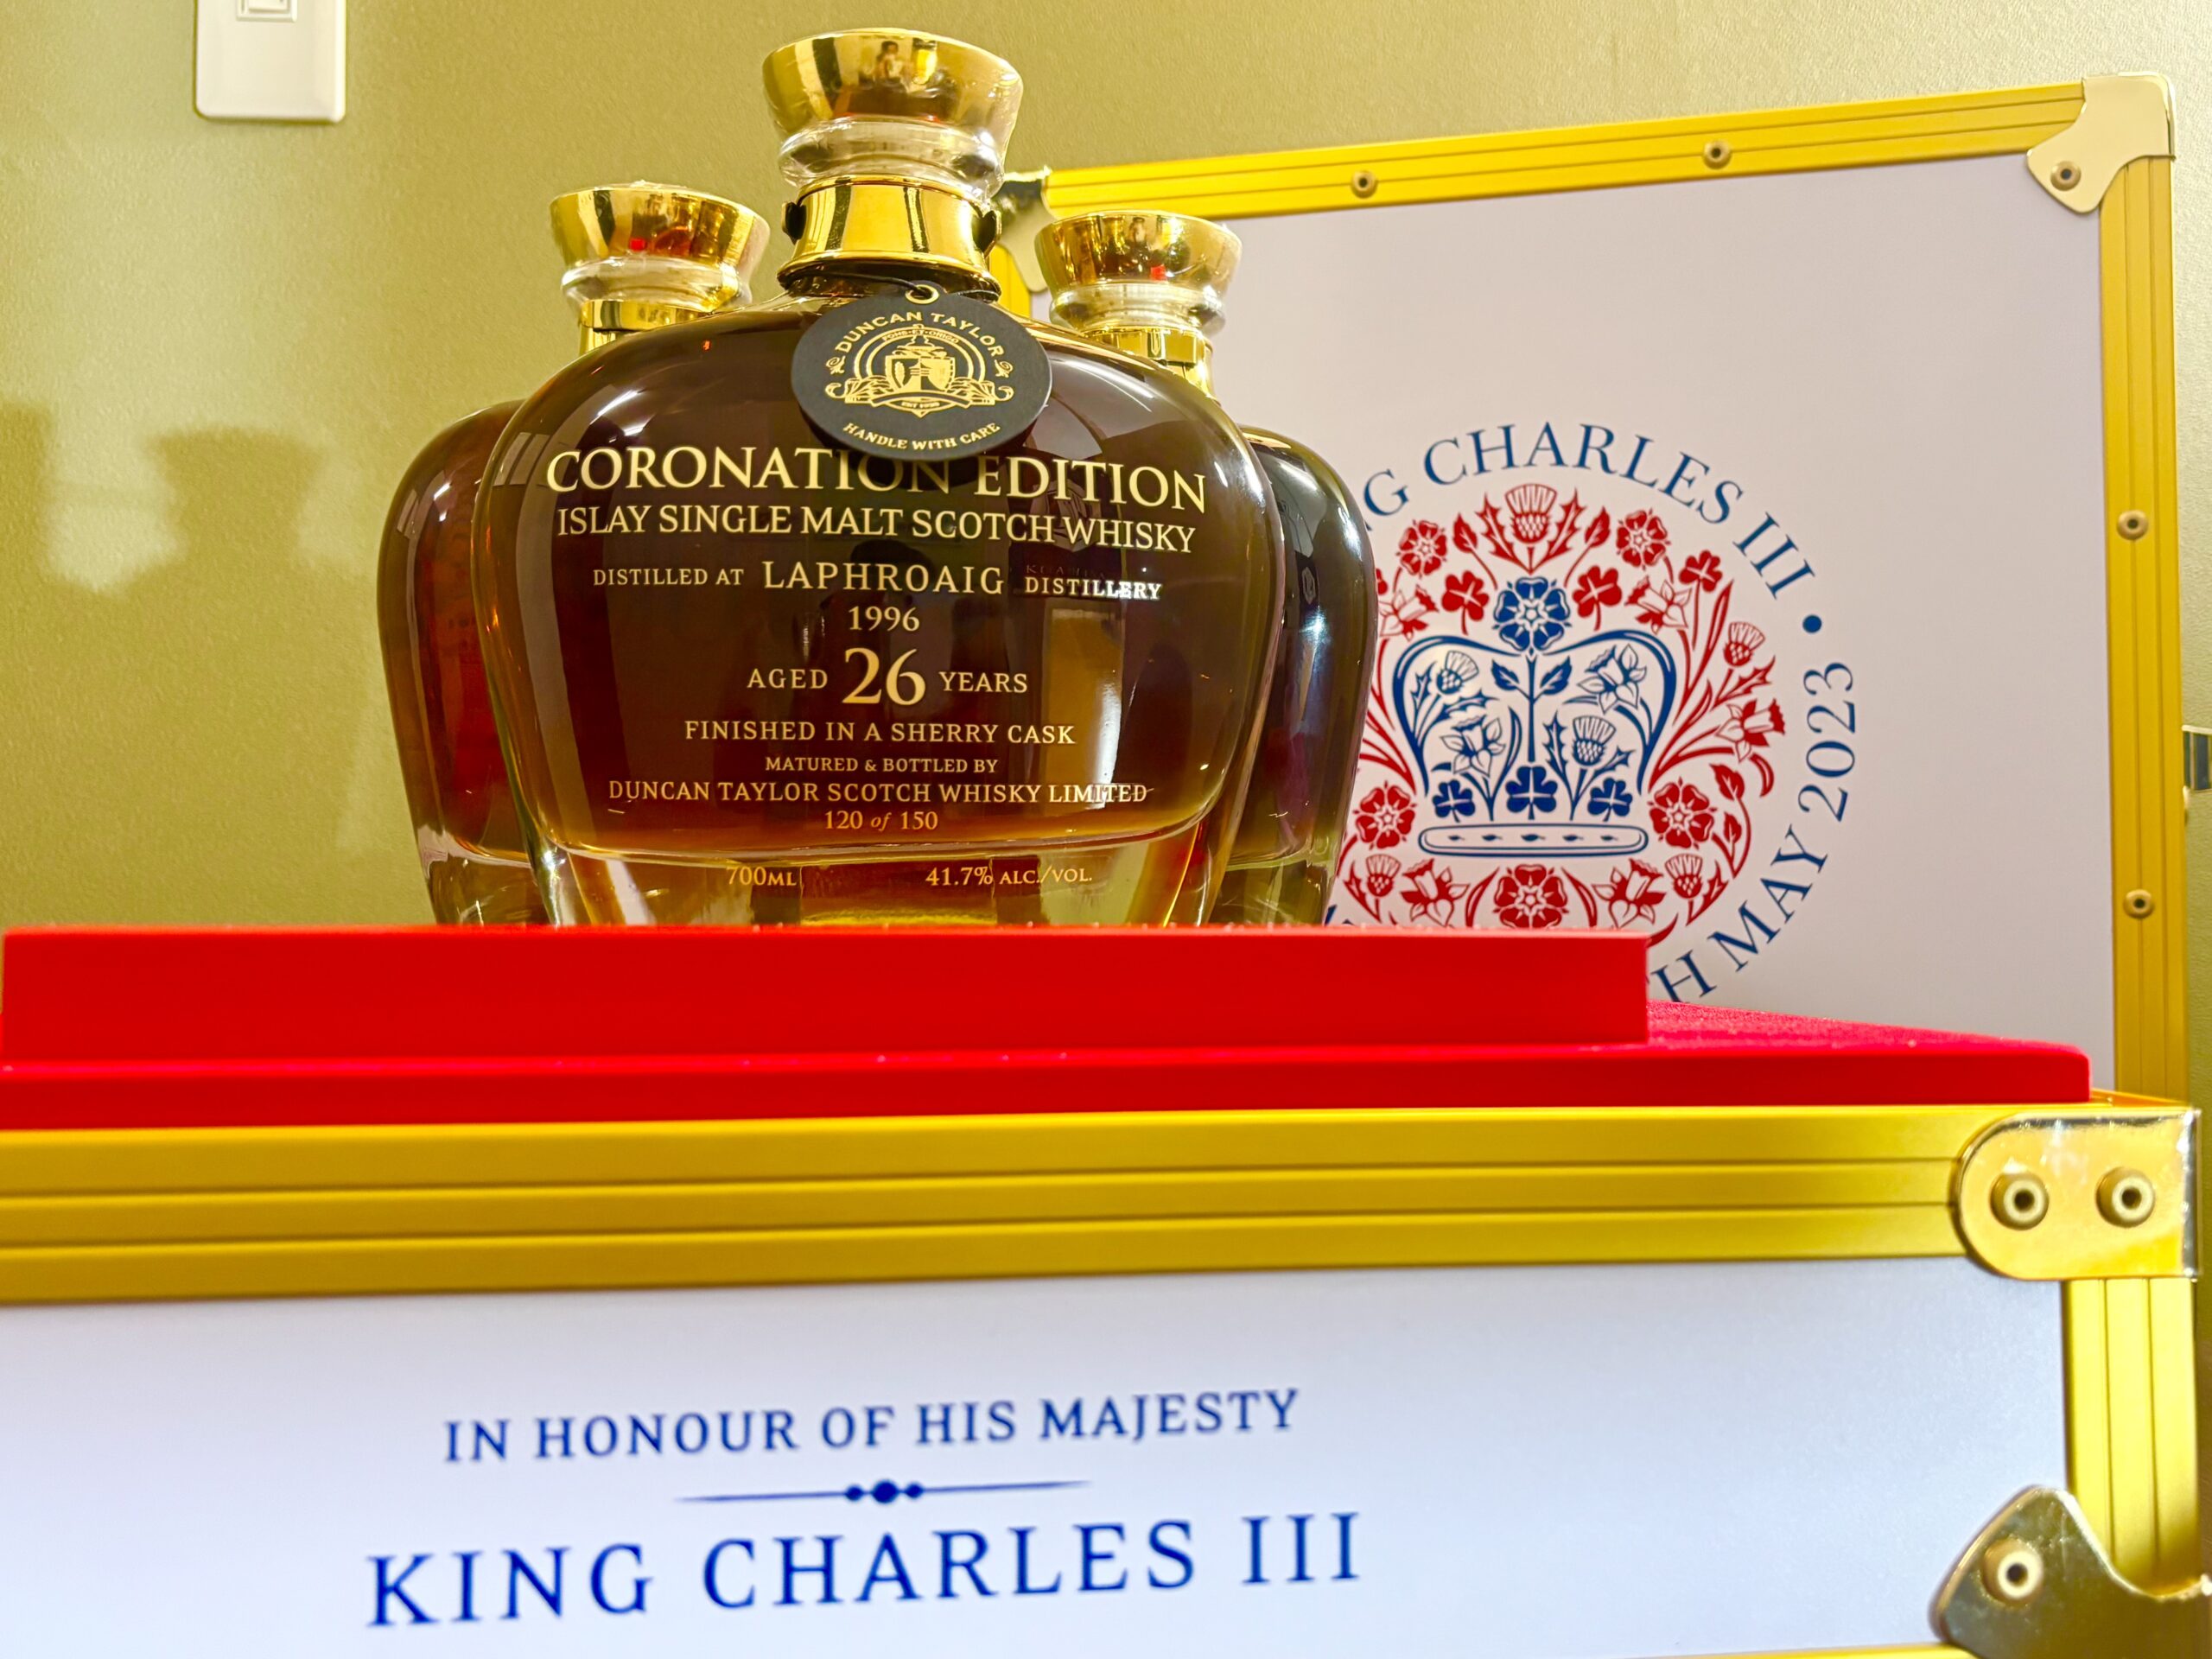 DUNCAN TAYLOR
HANDLE WITH CARE
CORONATION EDITION
ISLAY SINGLE MALT SCOTCH WHISKY
DISTILLED AT LAPHROAIG DISTILLERY
1996
AGED 26 YEARS
FINISHED IN A SHERRY CASK
MATURED & BOTTLED BY
DUNCAN TAYLOR SCOTCH WHISKY LIMITED
120 of 150
700ML 41.7% ALC./VOL.
CHARLES III •
MAY 2023
IN HONOUR OF HIS MAJESTY
KING CHARLES III